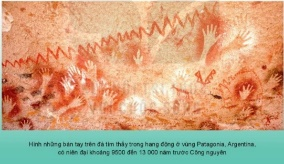 Hình những bàn tay trên đá tìm thấy trong hang động ở vùng Patagonia, Argentina,
có niên đại khoảng 9500 đến 13 000 năm trước Công nguyên